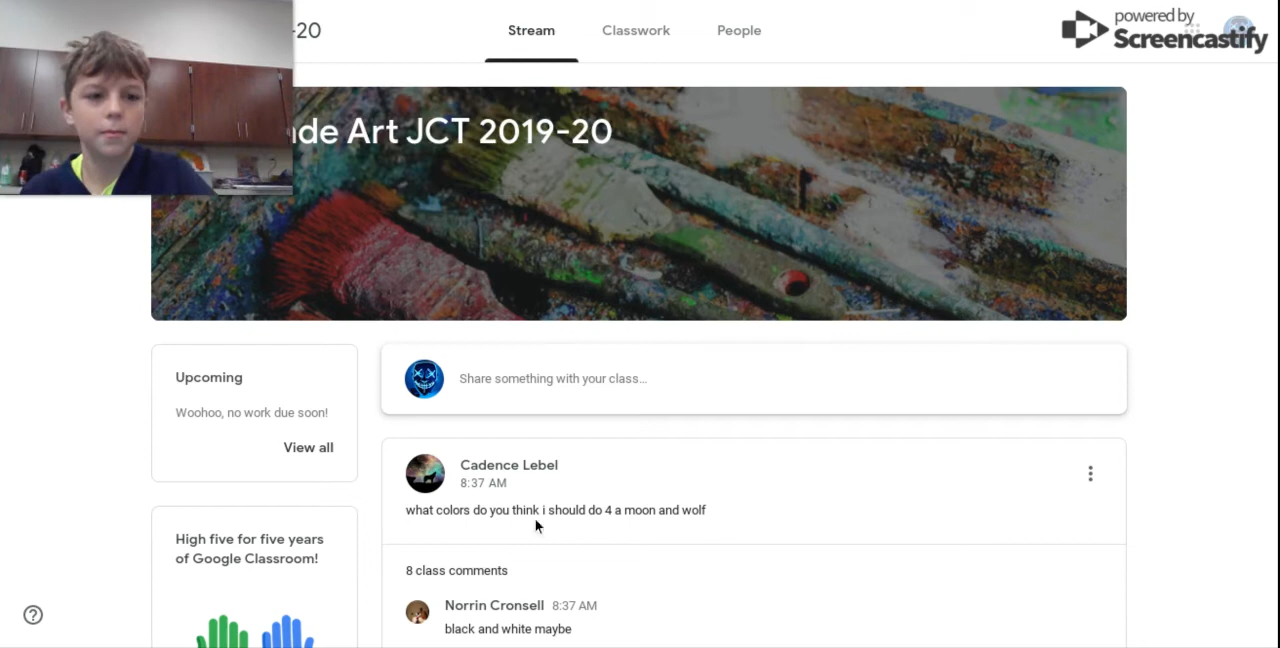 -20
Stream
Classwork
People
powered by
Screencastify
de Art JCT 2019-20
Upcoming
Woohoo, no work due soon!
View all
Share something with your class...
Cadence Lebel
8:37 AM
what colors do you think i should do 4 a moon and wolf
High five for five years
of Google Classroom!
8 class comments
Norrin Cronsell 8:37 AM
black and white maybe
?